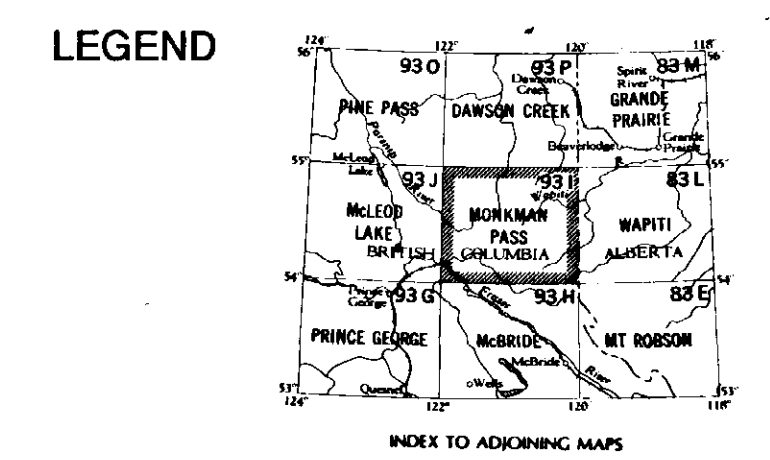 LEGEND
124° 122° 120° 118°
56° 93 O 93 P 83 M 56°
Dawson Creek
Spirit River
PINE PASS DAWSON CREEK GRANDE PRAIRIE
Parsnip River
Beaverlodge Grande Prairie
55° 55°
McLeod Lake
93 J 93 I 83 L
Wapiti
McLEOD LAKE MONKMAN PASS WAPITI
BRITISH COLUMBIA ALBERTA
54° 54°
Prince George
93 G 93 H 83 E
Fraser River
PRINCE GEORGE McBRIDE MT ROBSON
McBride
Quesnel Wells
53° 53°
124° 122° 120° 118°
INDEX TO ADJOINING MAPS